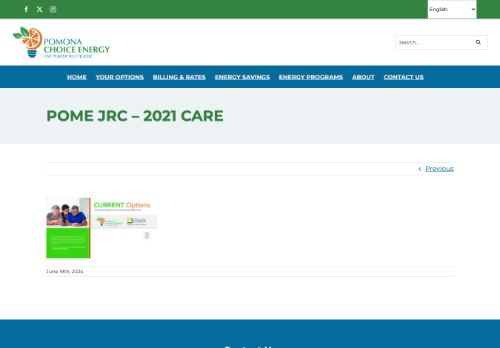 English
POMONA
CHOICE ENERGY
THE POWER TO CHOOSE
Search...
HOME YOUR OPTIONS BILLING & RATES ENERGY SAVINGS ENERGY PROGRAMS ABOUT CONTACT US
POME JRC – 2021 CARE
Previous
CURRENT Options
June 19th, 2024